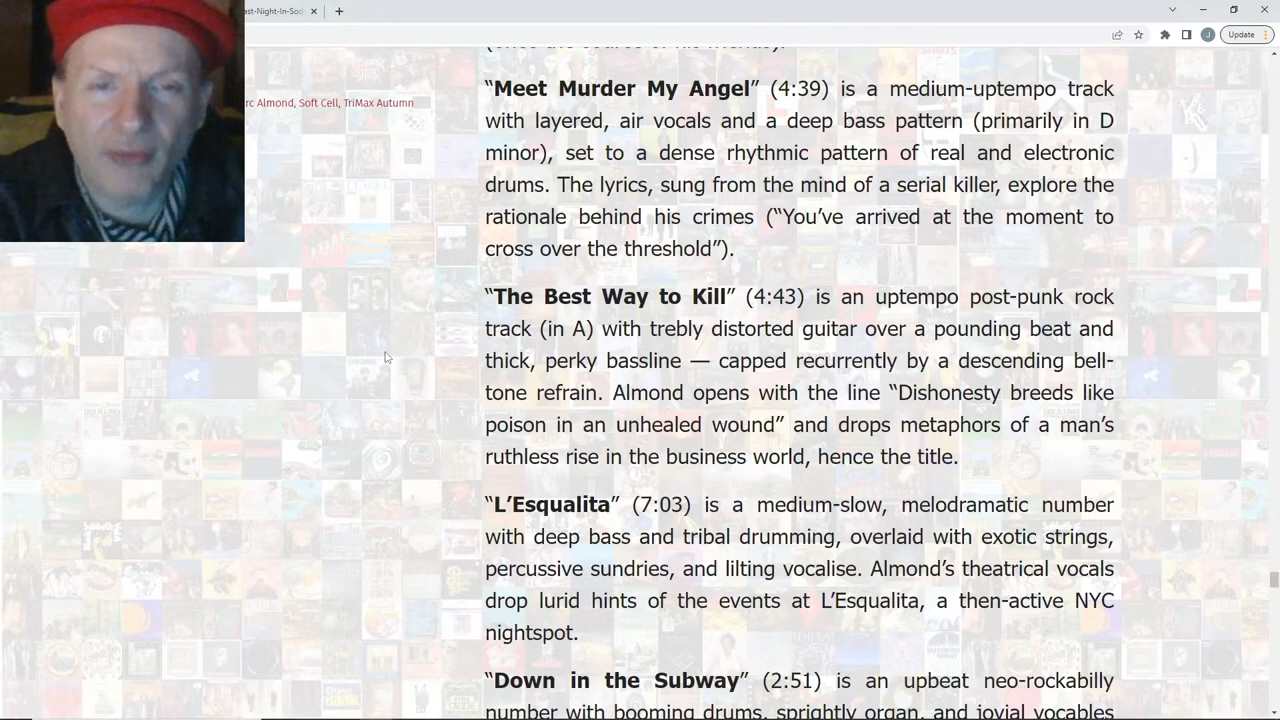 ast-Night-In-Sod
Update
(once the source of his friends).
rc Almond, Soft Cell, TriMax Autumn
“Meet Murder My Angel” (4:39) is a medium-uptempo track
with layered, air vocals and a deep bass pattern (primarily in D
minor), set to a dense rhythmic pattern of real and electronic
drums. The lyrics, sung from the mind of a serial killer, explore the
rationale behind his crimes (“You’ve arrived at the moment to
cross over the threshold”).
“The Best Way to Kill” (4:43) is an uptempo post-punk rock
track (in A) with trebly distorted guitar over a pounding beat and
thick, perky bassline — capped recurrently by a descending bell-
tone refrain. Almond opens with the line “Dishonesty breeds like
poison in an unhealed wound” and drops metaphors of a man’s
ruthless rise in the business world, hence the title.
“L’Esqualita” (7:03) is a medium-slow, melodramatic number
with deep bass and tribal drumming, overlaid with exotic strings,
percussive sundries, and lilting vocalise. Almond’s theatrical vocals
drop lurid hints of the events at L’Esqualita, a then-active NYC
nightspot.
“Down in the Subway” (2:51) is an upbeat neo-rockabilly
number with booming drums, sprightly organ, and jovial vocables